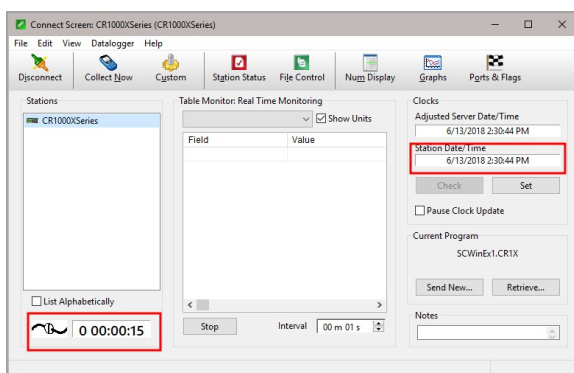 Connect Screen: CR1000XSeries (CR1000XSeries)
File Edit View Datalogger Help
Disconnect Collect Now Custom Station Status File Control Num Display Graphs Ports & Flags
Stations
CR1000XSeries
List Alphabetically
0 00:00:15
Table Monitor: Real Time Monitoring
Show Units
Field Value
Stop Interval 00 m 01 s
Clocks
Adjusted Server Date/Time
6/13/2018 2:30:44 PM
Station Date/Time
6/13/2018 2:30:44 PM
Check Set
Pause Clock Update
Current Program
SCWinEx1.CR1X
Send New... Retrieve...
Notes